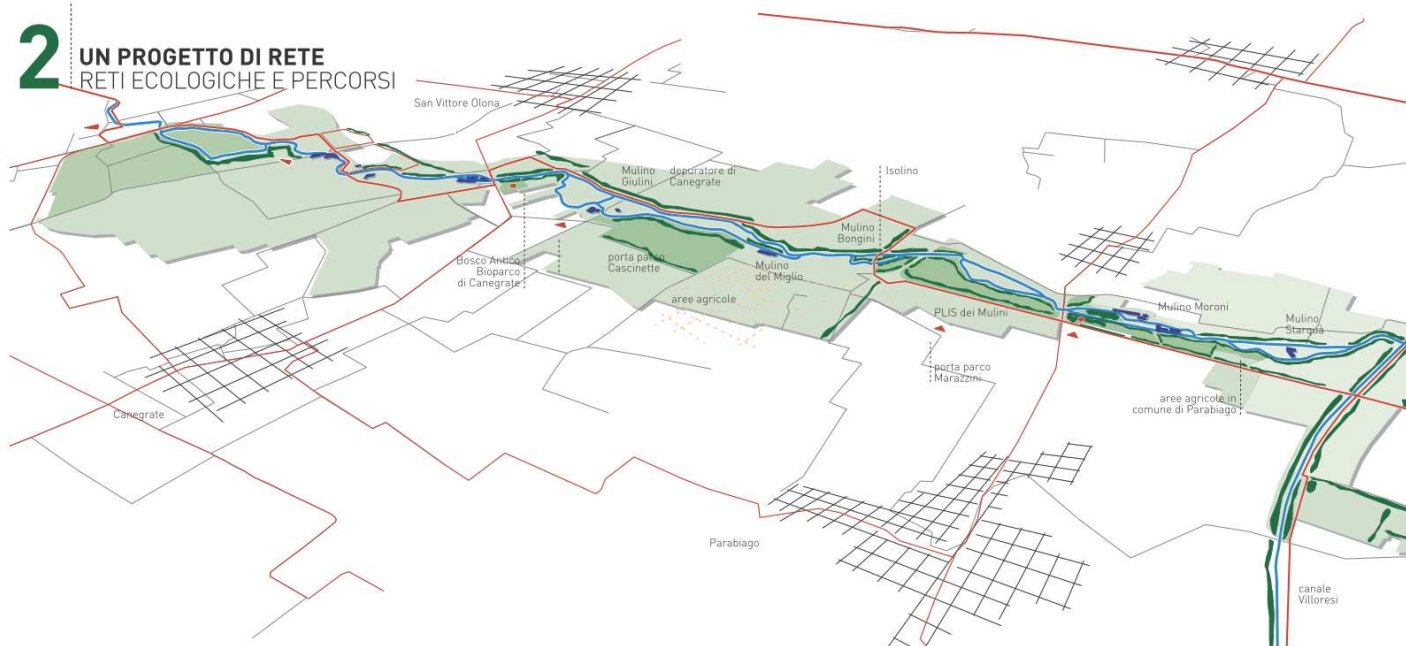 2
UN PROGETTO DI RETE
RETI ECOLOGICHE E PERCORSI
San Vittore Olona
Mulino
Giulini
depuratore di
Canegrate
Isolino
Mulino
Bongini
Bosco Antico
Bioparco
di Canegrate
porta parco
Cascinette
Mulino
del Miglio
aree agricole
PLIS dei Mulini
Mulino Moroni
Mulino
Starquà
porta parco
Marazzini
aree agricole in
comune di Parabiago
Canegrate
Parabiago
canale
Villoresi